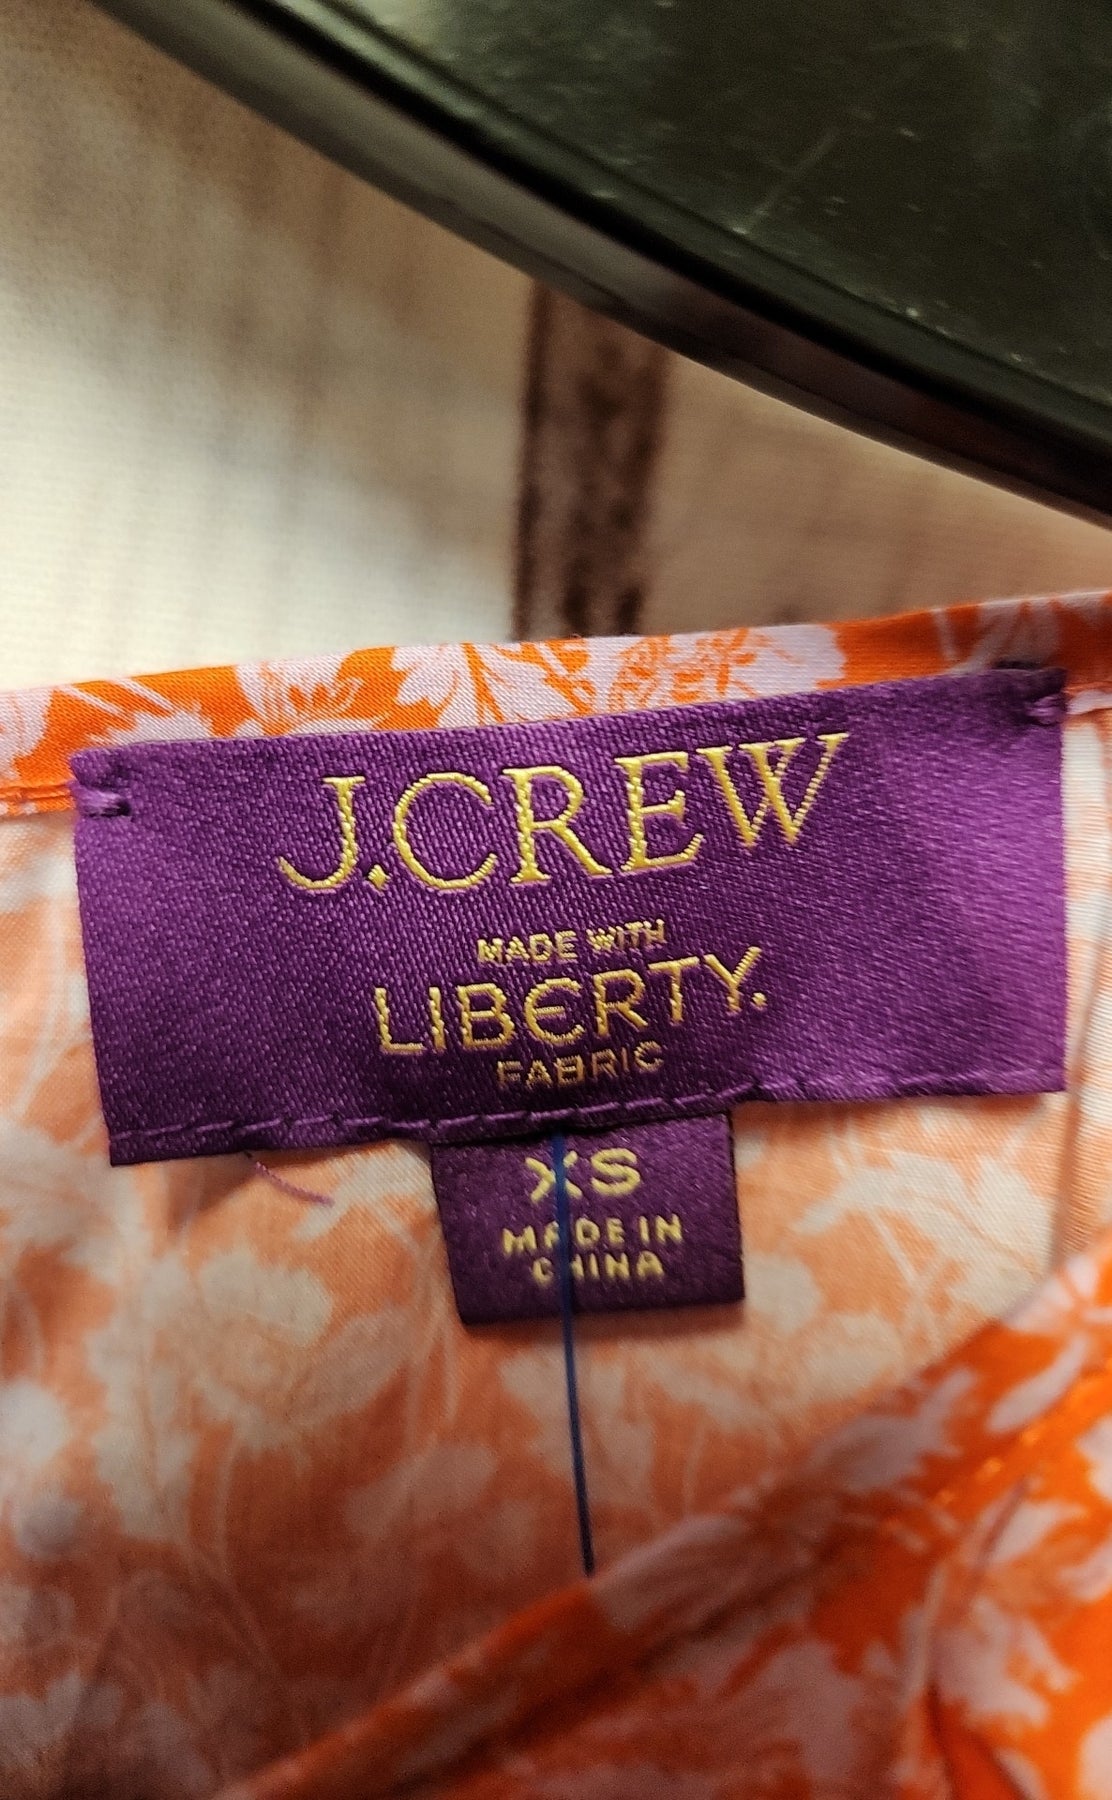 J.CREW
MADE WITH
LIBERTY.
FABRIC
XS
MADE IN
CHINA